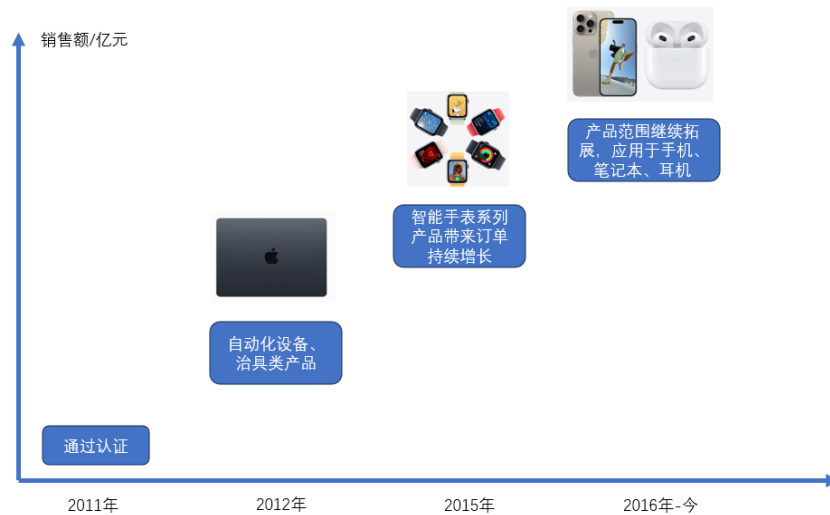 销售额/亿元
产品范围继续拓
展，应用于手机、
笔记本、耳机
智能手表系列
产品带来订单
持续增长
自动化设备、
治具类产品
通过认证
2011年
2012年
2015年
2016年-今